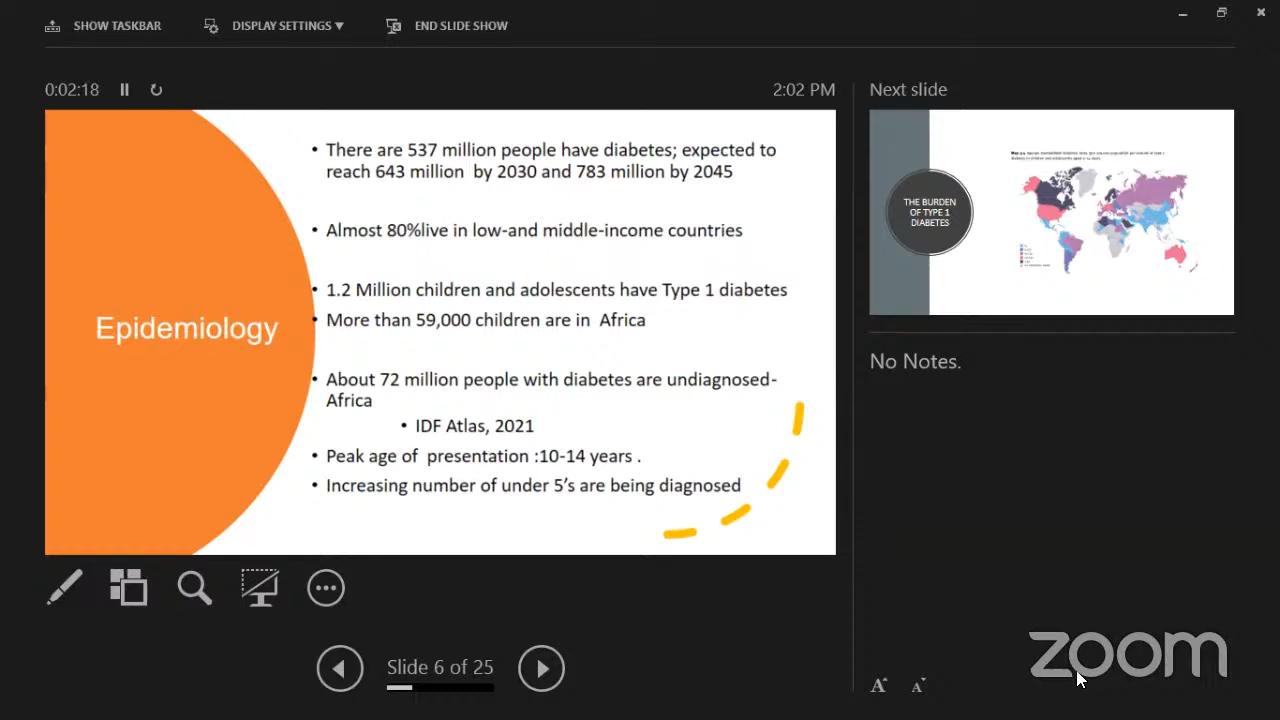 SHOW TASKBAR
DISPLAY SETTINGS ▼
END SLIDE SHOW
0:02:18
2:02 PM
Epidemiology
• There are 537 million people have diabetes; expected to
reach 643 million by 2030 and 783 million by 2045
• Almost 80%live in low-and middle-income countries
• 1.2 Million children and adolescents have Type 1 diabetes
• More than 59,000 children are in Africa
• About 72 million people with diabetes are undiagnosed-
Africa
• IDF Atlas, 2021
• Peak age of presentation :10-14 years .
• Increasing number of under 5's are being diagnosed
Slide 6 of 25
Next slide
THE BURDEN
OF TYPE 1
DIABETES
No Notes.
A A
zoom